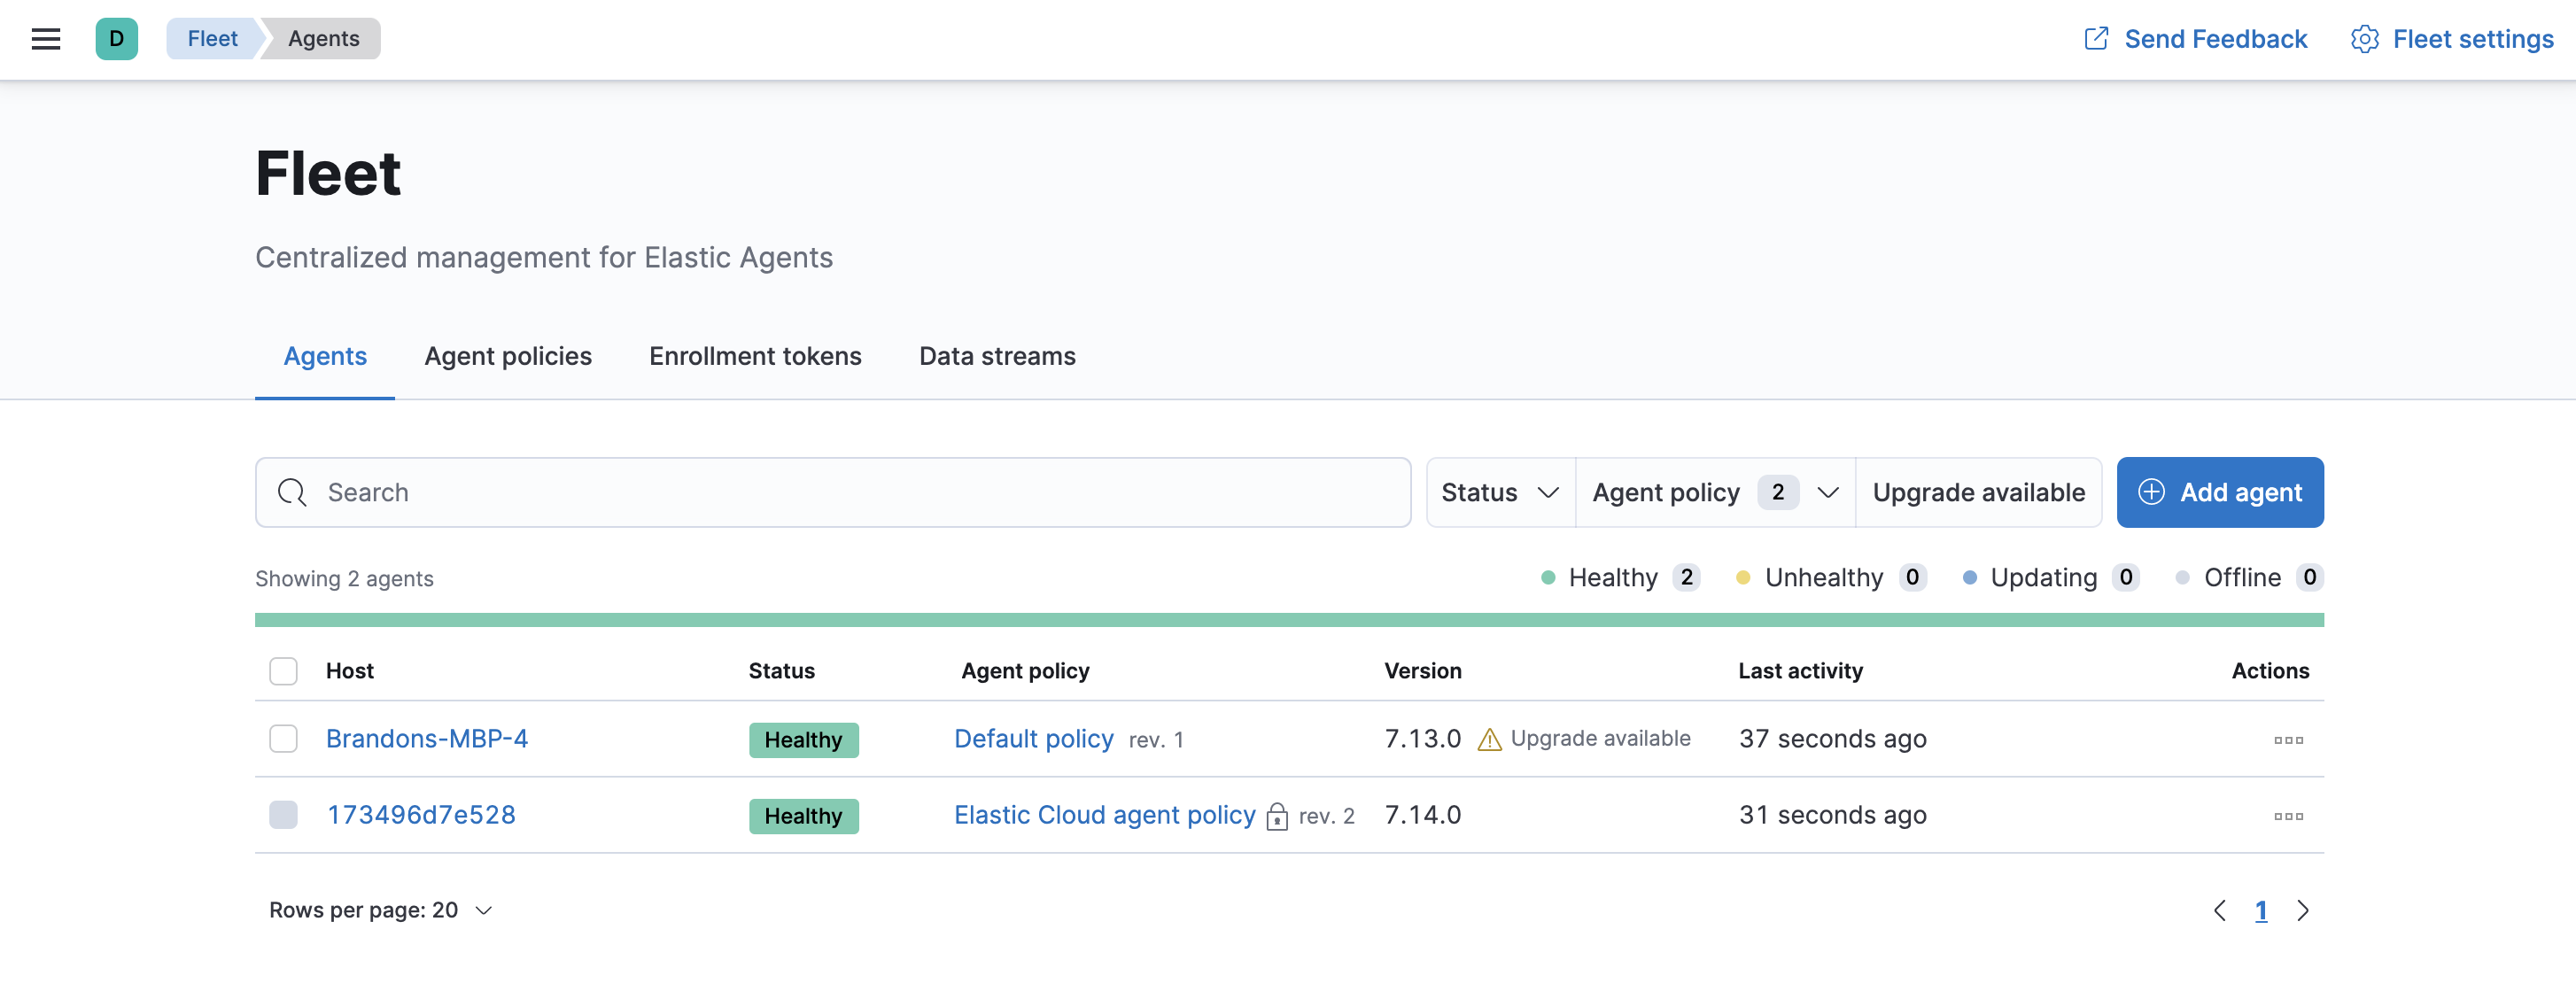 D Fleet Agents Send Feedback Fleet settings
Fleet
Centralized management for Elastic Agents
Agents Agent policies Enrollment tokens Data streams
Search Status Agent policy 2 Upgrade available Add agent
Showing 2 agents Healthy 2 Unhealthy 0 Updating 0 Offline 0
Host Status Agent policy Version Last activity Actions
Brandons-MBP-4 Healthy Default policy rev. 1 7.13.0 Upgrade available 37 seconds ago
173496d7e528 Healthy Elastic Cloud agent policy rev. 2 7.14.0 31 seconds ago
Rows per page: 20 1